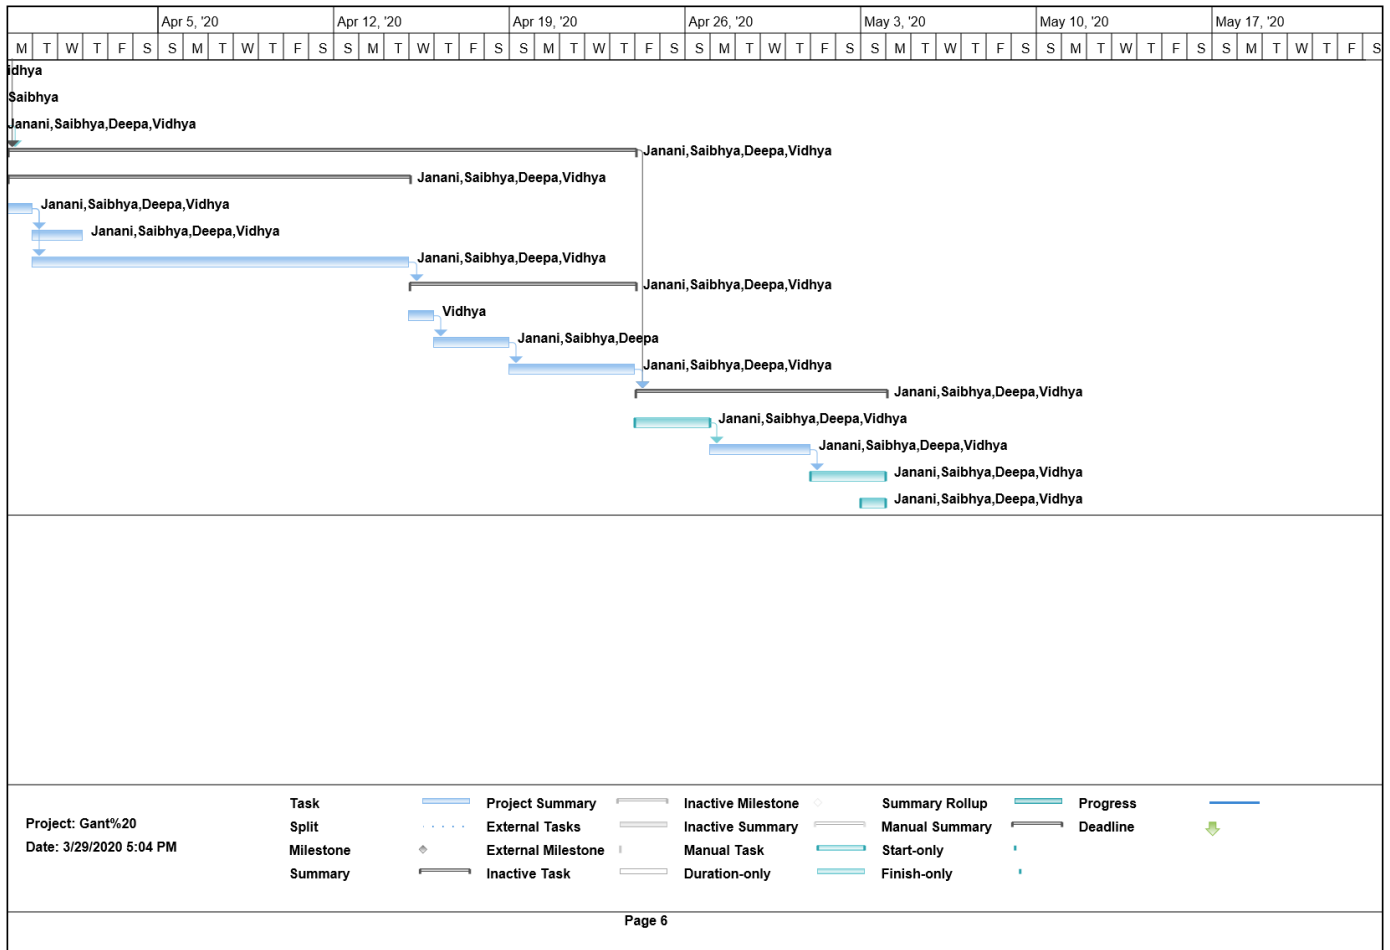 Apr 5, '20 Apr 12, '20 Apr 19, '20 Apr 26, '20 May 3, '20 May 10, '20 May 17, '20
M T W T F S S M T W T F S S M T W T F S S M T W T F S S M T W T F S S M T W T F S S M T W T F S S M T W T F S
idhya
Saibhya
Janani,Saibhya,Deepa,Vidhya
Janani,Saibhya,Deepa,Vidhya
Janani,Saibhya,Deepa,Vidhya
Janani,Saibhya,Deepa,Vidhya
Janani,Saibhya,Deepa,Vidhya
Janani,Saibhya,Deepa,Vidhya
Janani,Saibhya,Deepa,Vidhya
Vidhya
Janani,Saibhya,Deepa
Janani,Saibhya,Deepa,Vidhya
Janani,Saibhya,Deepa,Vidhya
Janani,Saibhya,Deepa,Vidhya
Janani,Saibhya,Deepa,Vidhya
Janani,Saibhya,Deepa,Vidhya
Janani,Saibhya,Deepa,Vidhya
Project: Gant%20
Date: 3/29/2020 5:04 PM
Task Project Summary Inactive Milestone Summary Rollup Progress
Split External Tasks Inactive Summary Manual Summary Deadline
Milestone External Milestone Manual Task Start-only
Summary Inactive Task Duration-only Finish-only
Page 6